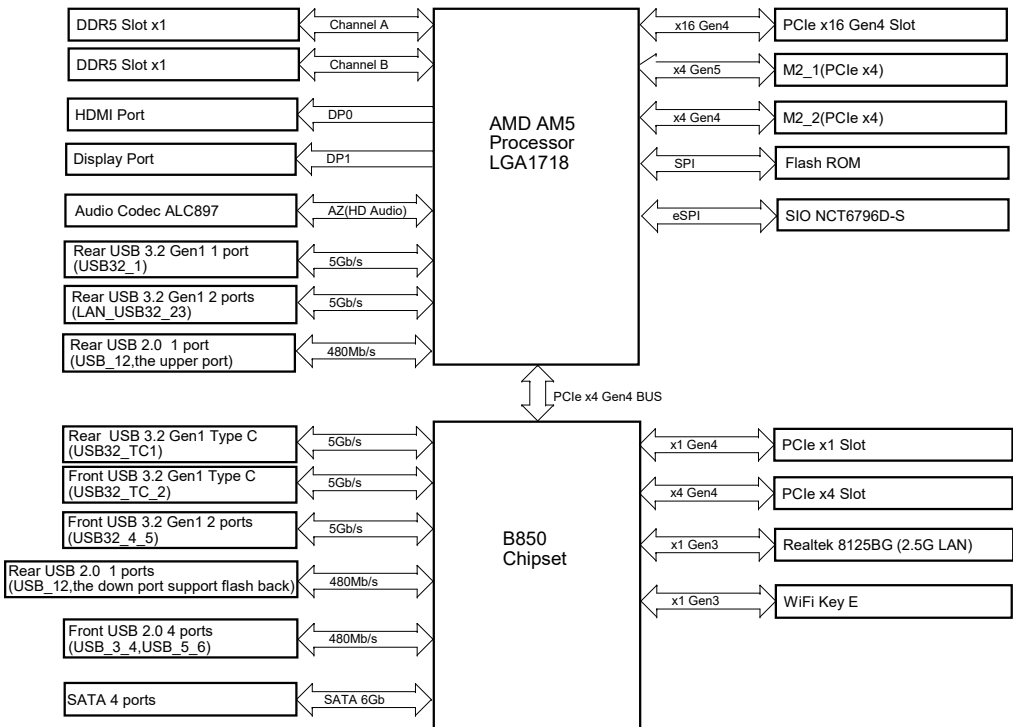 DDR5 Slot x1
Channel A
DDR5 Slot x1
Channel B
HDMI Port
DP0
Display Port
DP1
Audio Codec ALC897
AZ(HD Audio)
Rear USB 3.2 Gen1 1 port
(USB32_1)
5Gb/s
Rear USB 3.2 Gen1 2 ports
(LAN_USB32_23)
5Gb/s
Rear USB 2.0 1 port
(USB_12,the upper port)
480Mb/s
AMD AM5
Processor
LGA1718
x16 Gen4
PCIe x16 Gen4 Slot
x4 Gen5
M2_1(PCIe x4)
x4 Gen4
M2_2(PCIe x4)
SPI
Flash ROM
eSPI
SIO NCT6796D-S
PCIe x4 Gen4 BUS
Rear USB 3.2 Gen1 Type C
(USB32_TC1)
5Gb/s
Front USB 3.2 Gen1 Type C
(USB32_TC_2)
5Gb/s
Front USB 3.2 Gen1 2 ports
(USB32_4_5)
5Gb/s
Rear USB 2.0 1 ports
(USB_12,the down port support flash back)
480Mb/s
Front USB 2.0 4 ports
(USB_3_4,USB_5_6)
480Mb/s
SATA 4 ports
SATA 6Gb
B850
Chipset
x1 Gen4
PCIe x1 Slot
x4 Gen4
PCIe x4 Slot
x1 Gen3
Realtek 8125BG (2.5G LAN)
x1 Gen3
WiFi Key E